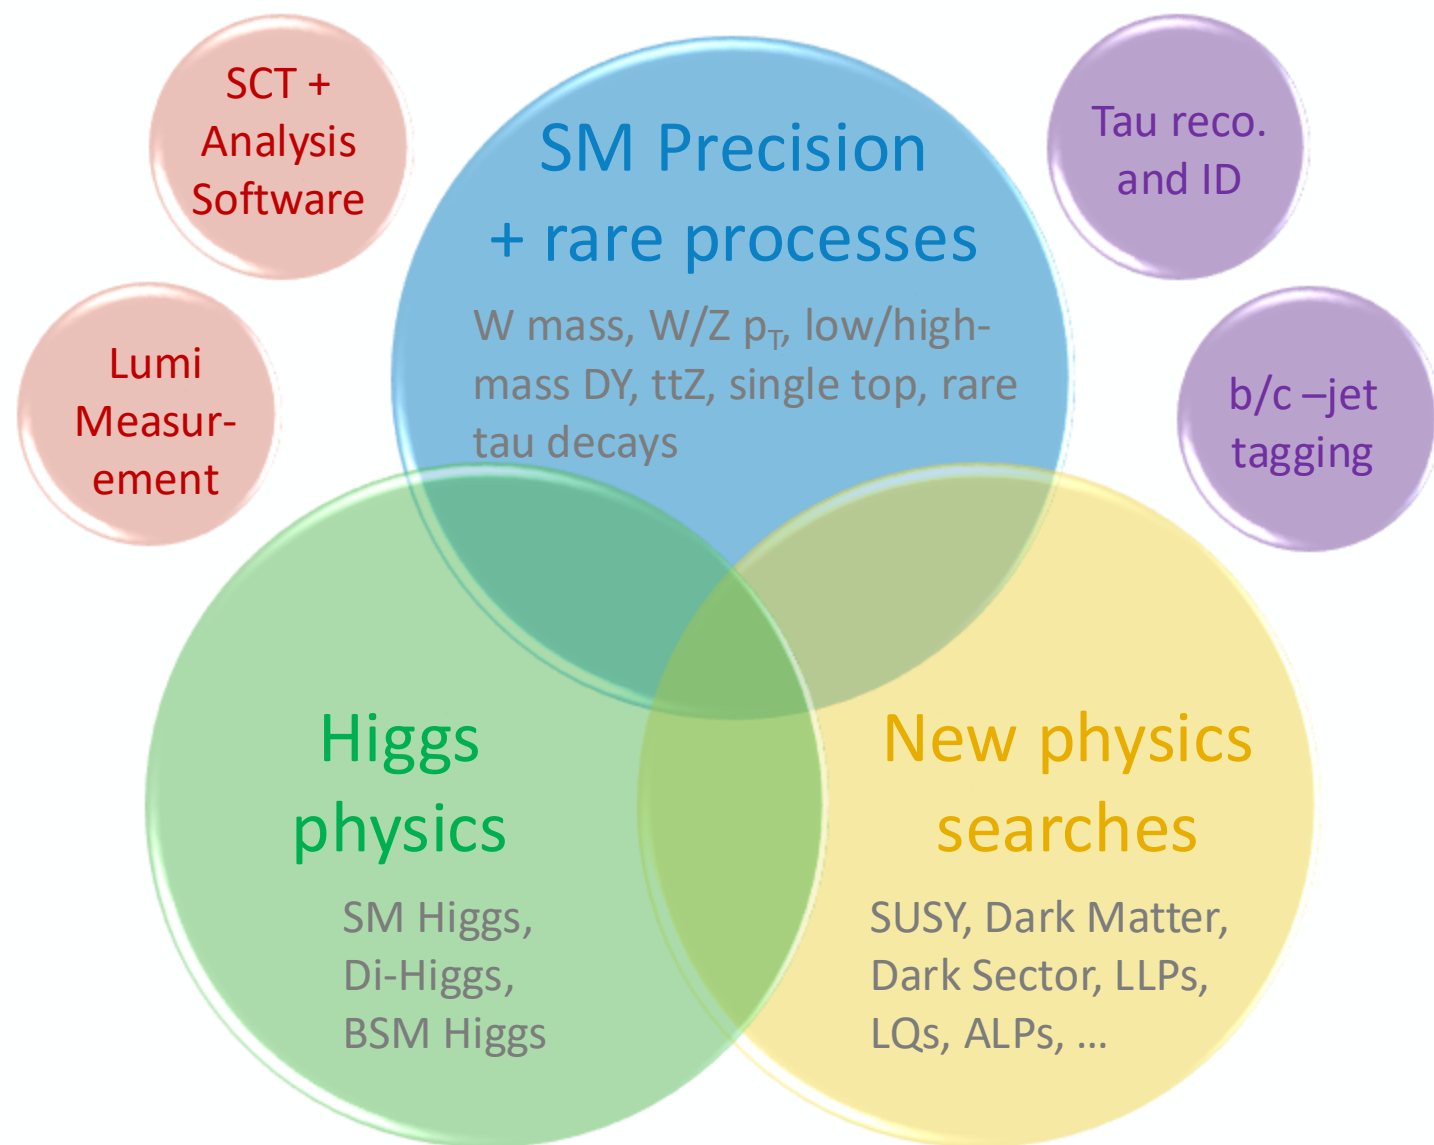 SCT +
Analysis
Software
Lumi
Measur-
ement
SM Precision
+ rare processes
W mass, W/Z p_T, low/high-
mass DY, ttZ, single top, rare
tau decays
Tau reco.
and ID
b/c –jet
tagging
Higgs
physics
SM Higgs,
Di-Higgs,
BSM Higgs
New physics
searches
SUSY, Dark Matter,
Dark Sector, LLPs,
LQs, ALPs, ...